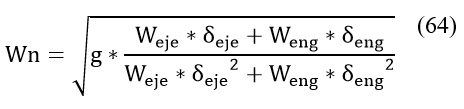 Wn = √(g * (W_eje * δ_eje + W_eng * δ_eng) / (W_eje * δ_eje² + W_eng * δ_eng²)) (64)